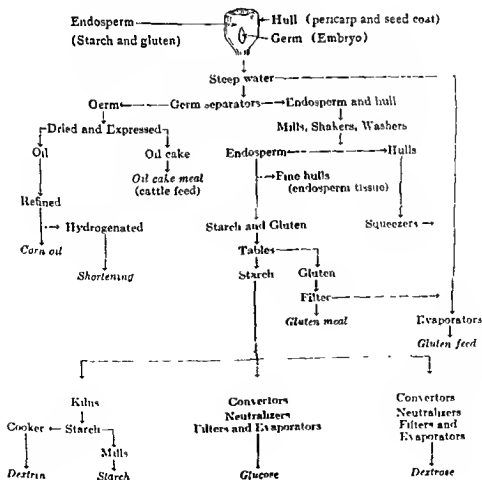 Endosperm
(Starch and gluten)
Hull (pericarp and seed coat)
Germ (Embryo)
Steep water
Germ
Germ separators
Endosperm and hull
Dried and Expressed
Mills, Shakers, Washers
Oil
Oil cake
Endosperm
Hulls
Oil cake meal
(cattle feed)
Fine hulls
(endosperm tissue)
Refined
Hydrogenated
Starch and Gluten
Squeezers
Corn oil
Tables
Shortening
Starch
Gluten
Filter
Gluten meal
Evaporators
Gluten feed
Kilns
Convertors
Neutralizers
Filters and Evaporators
Convertors
Neutralizers
Filters and
Evaporators
Cooker
Starch
Mills
Dextrin
Starch
Glucose
Dextrose